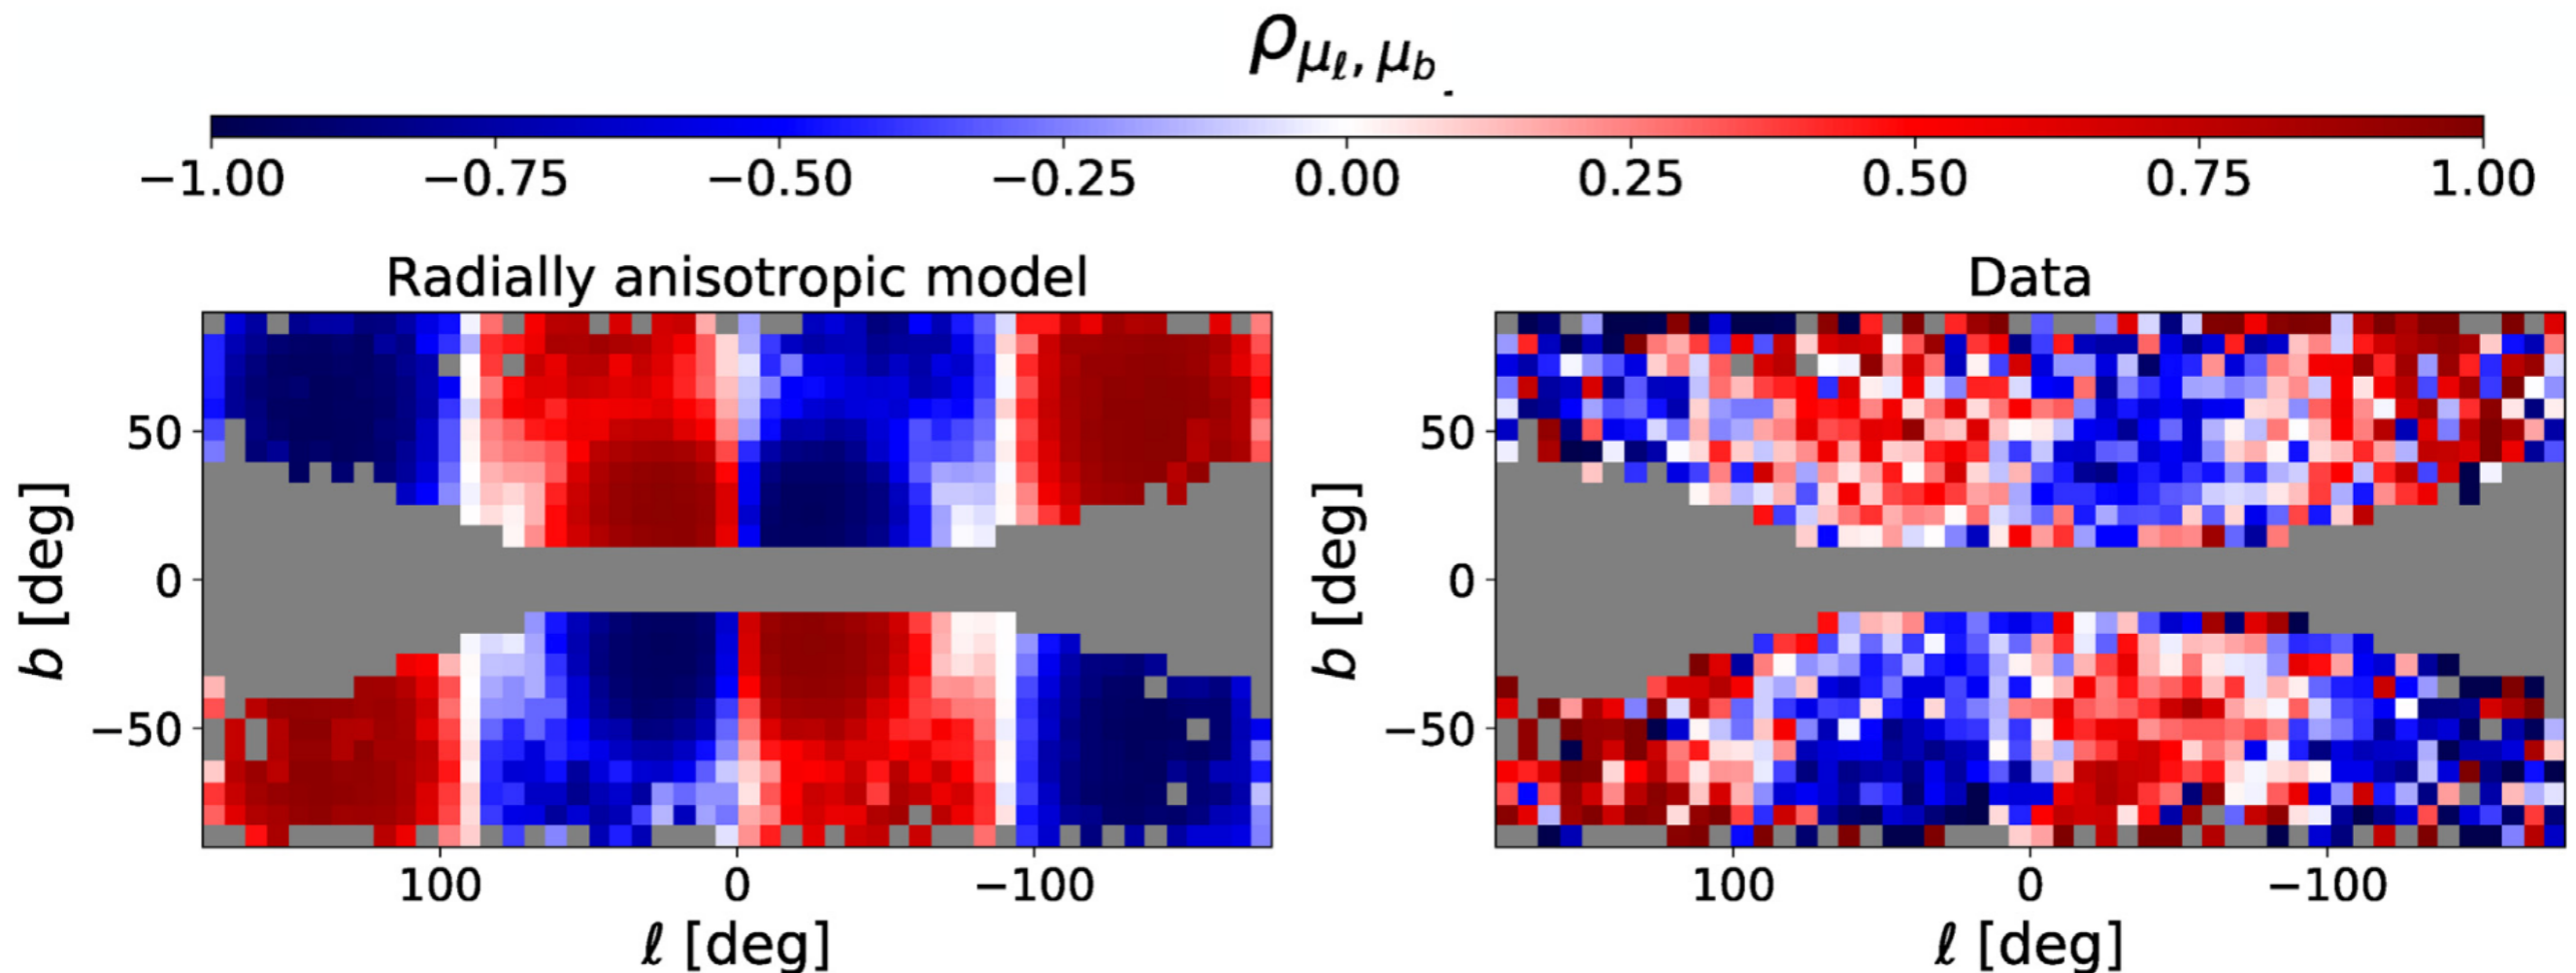 ρμℓ, μb
−1.00 −0.75 −0.50 −0.25 0.00 0.25 0.50 0.75 1.00
Radially anisotropic model
50
0
−50
b [deg]
100 0 −100
ℓ [deg]
Data
50
0
−50
b [deg]
100 0 −100
ℓ [deg]